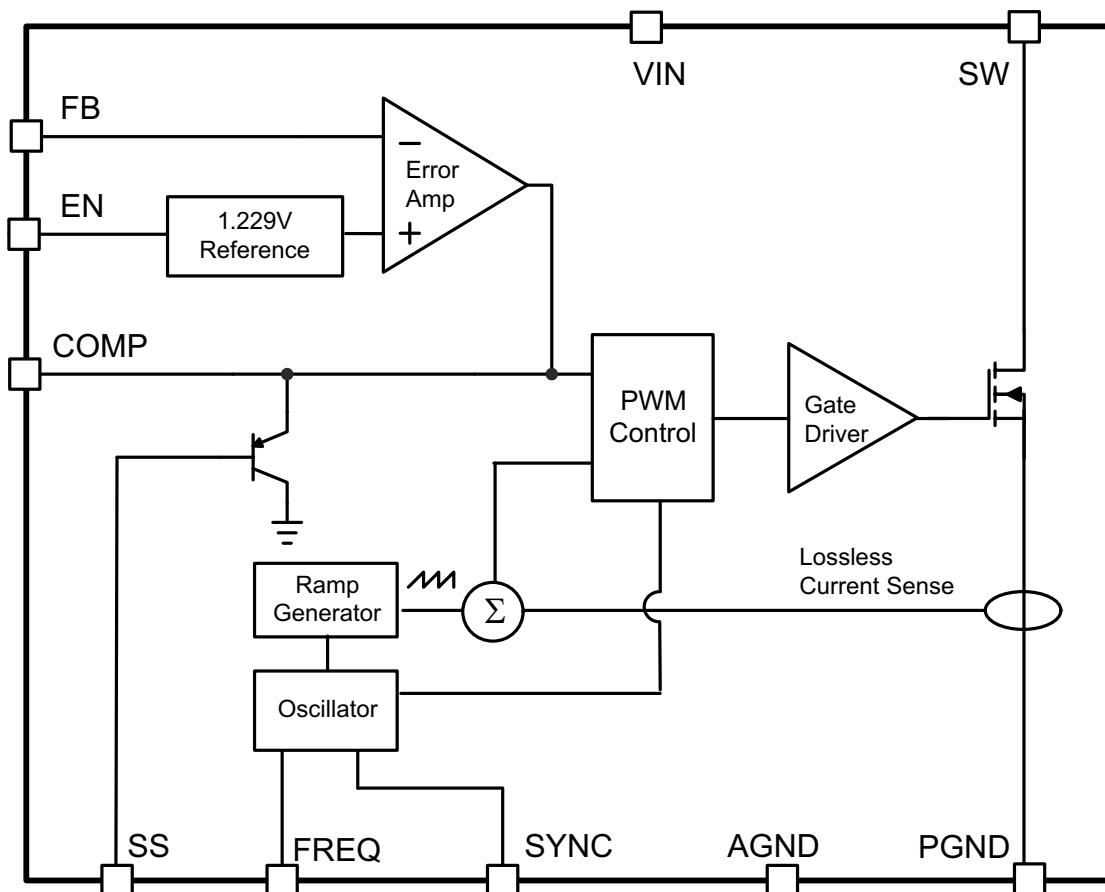 VIN
SW
FB
−
Error
Amp
EN
1.229V
Reference
+
COMP
PWM
Control
Gate
Driver
Lossless
Current Sense
Ramp
Generator
Σ
Oscillator
SS
FREQ
SYNC
AGND
PGND